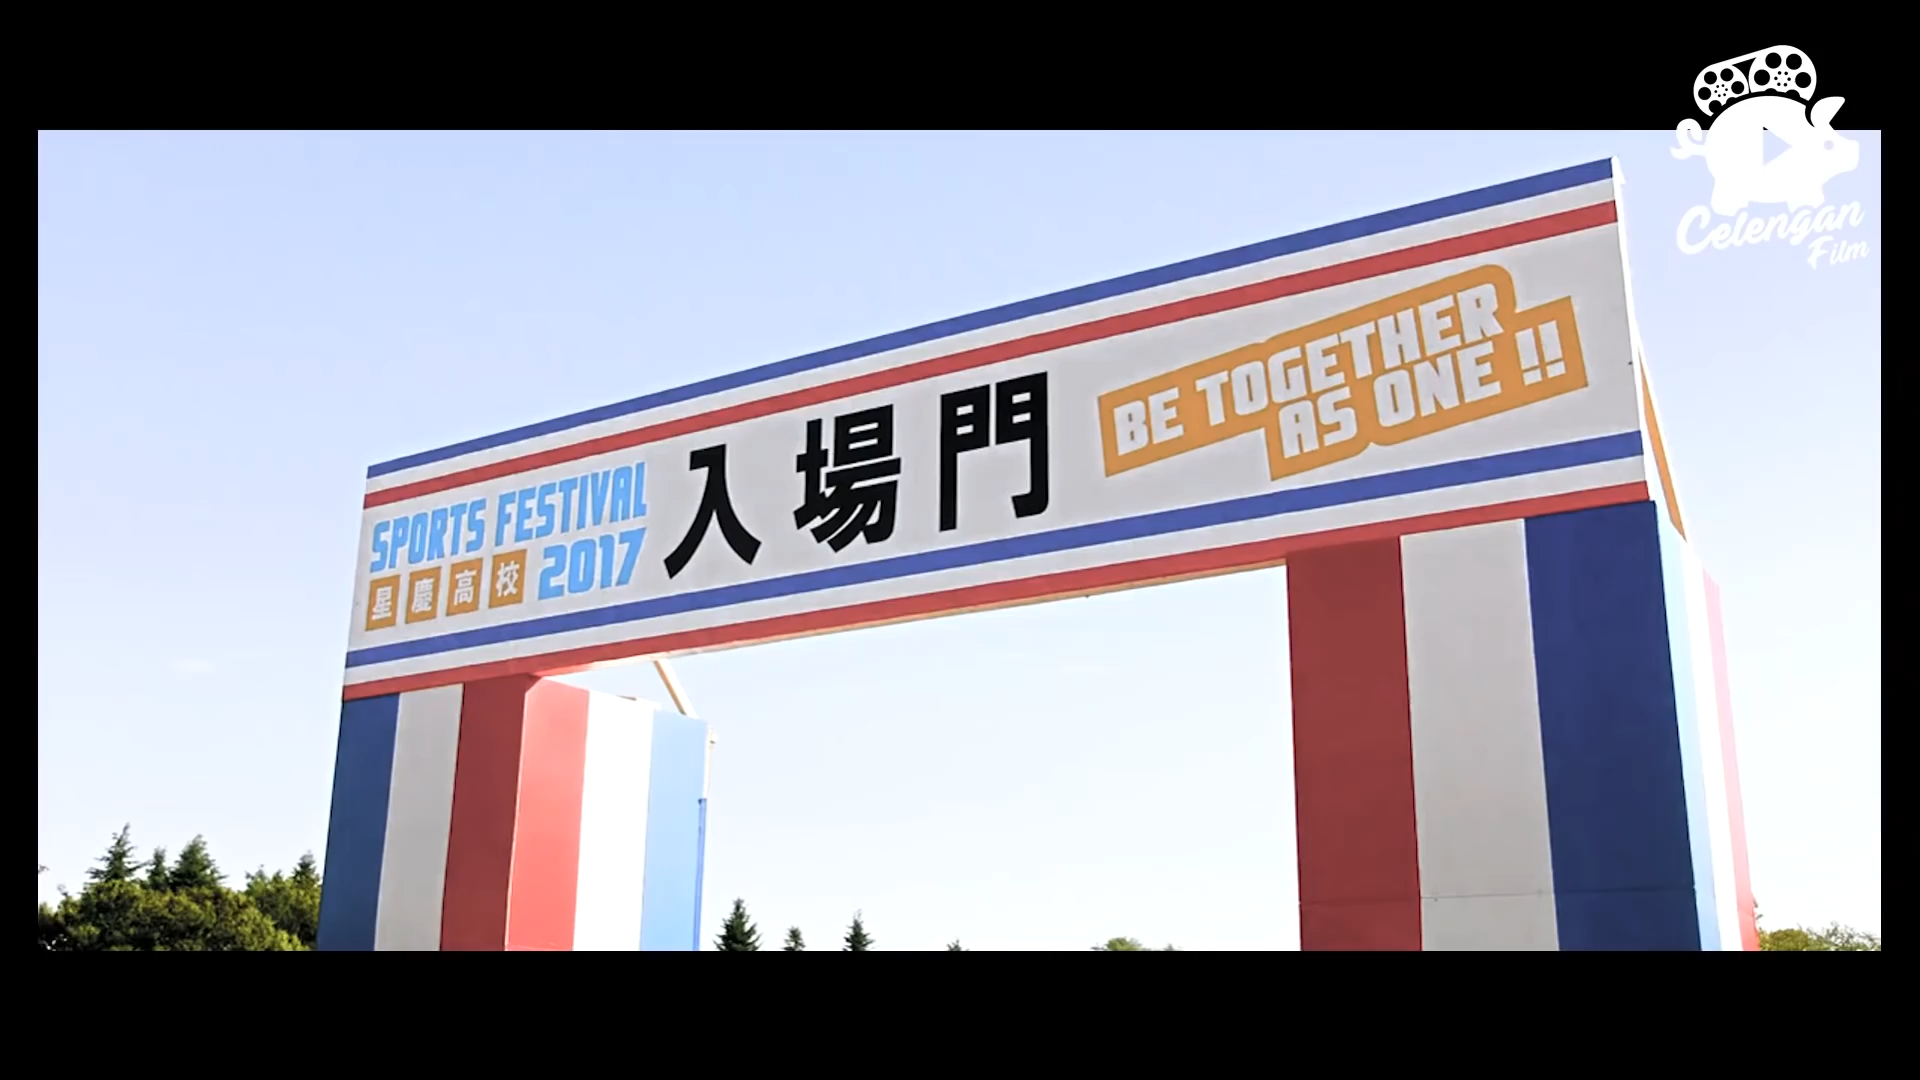 SPORTS FESTIVAL
星慶高校 2017
入場門
BE TOGETHER
AS ONE !!
Celengan
Film